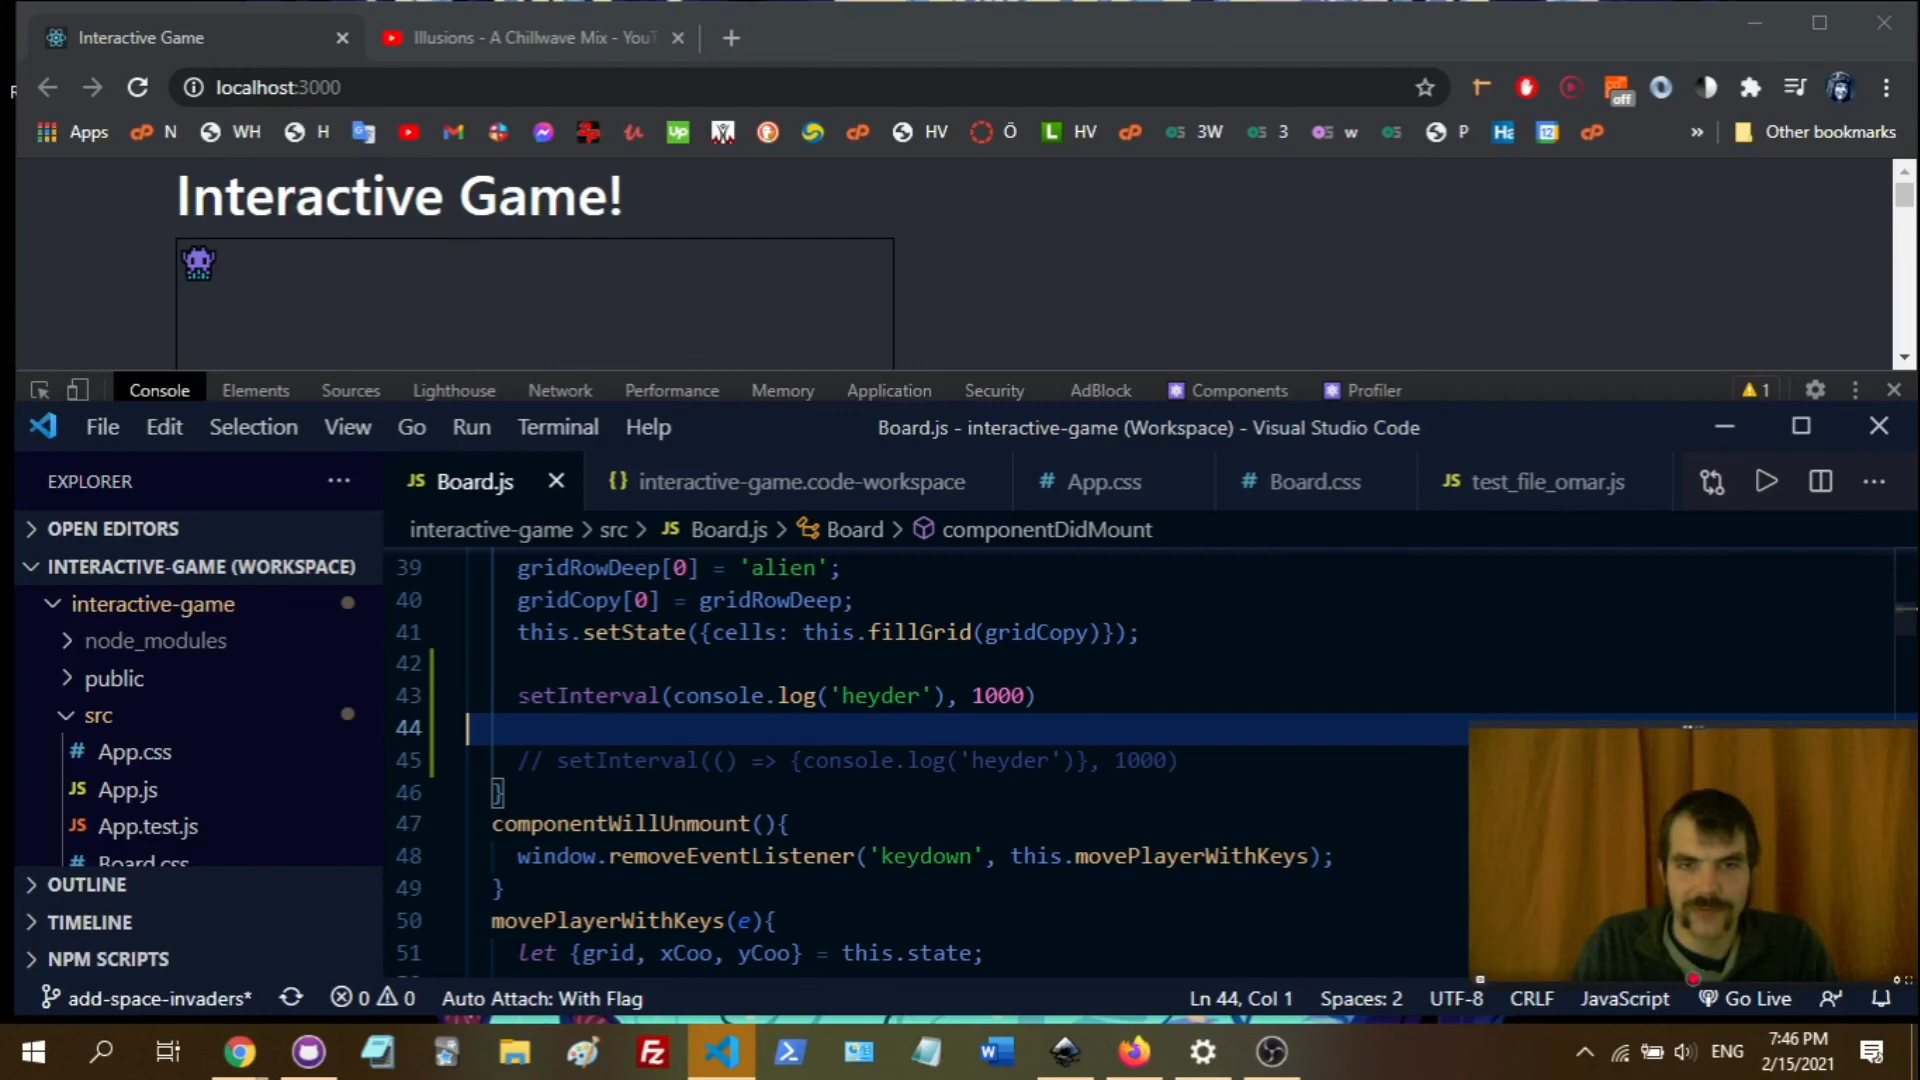 Interactive Game
Illusions - A Chillwave Mix - YouT
localhost:3000
off
Apps
N
WH
H
HV
Ö
L HV
3W
3
w
P
12
Other bookmarks
Interactive Game!
Console Elements Sources Lighthouse Network Performance Memory Application Security AdBlock Components Profiler
1
File Edit Selection View Go Run Terminal Help
Board.js - interactive-game (Workspace) - Visual Studio Code
EXPLORER
JS Board.js
{} interactive-game.code-workspace
# App.css
# Board.css
JS test_file_omar.js
OPEN EDITORS
INTERACTIVE-GAME (WORKSPACE)
interactive-game
node_modules
public
src
# App.css
JS App.js
JS App.test.js
# Board.css
OUTLINE
TIMELINE
NPM SCRIPTS
interactive-game > src > JS Board.js > Board > componentDidMount
39 gridRowDeep[0] = 'alien';
40 gridCopy[0] = gridRowDeep;
41 this.setState({cells: this.fillGrid(gridCopy)});
42
43 setInterval(console.log('heyder'), 1000)
44
45 // setInterval(() => {console.log('heyder')}, 1000)
46 }
47 componentWillUnmount(){
48 window.removeEventListener('keydown', this.movePlayerWithKeys);
49 }
50 movePlayerWithKeys(e){
51 let {grid, xCoo, yCoo} = this.state;
add-space-invaders* 0 0 Auto Attach: With Flag
Ln 44, Col 1 Spaces: 2 UTF-8 CRLF JavaScript Go Live
ENG
7:46 PM
2/15/2021